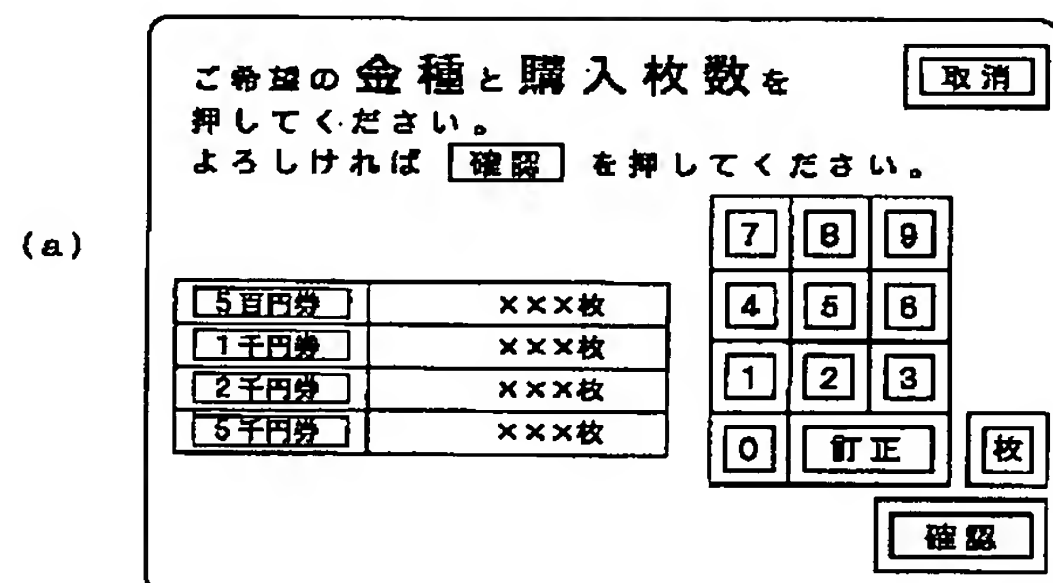 ご希望の金種と購入枚数を
取消
押してください。
よろしければ 確認 を押してください。
(a)
7 8 9
5百円券 ×××枚
4 5 6
1千円券 ×××枚
2千円券 ×××枚
1 2 3
5千円券 ×××枚
0 訂正 枚
確認